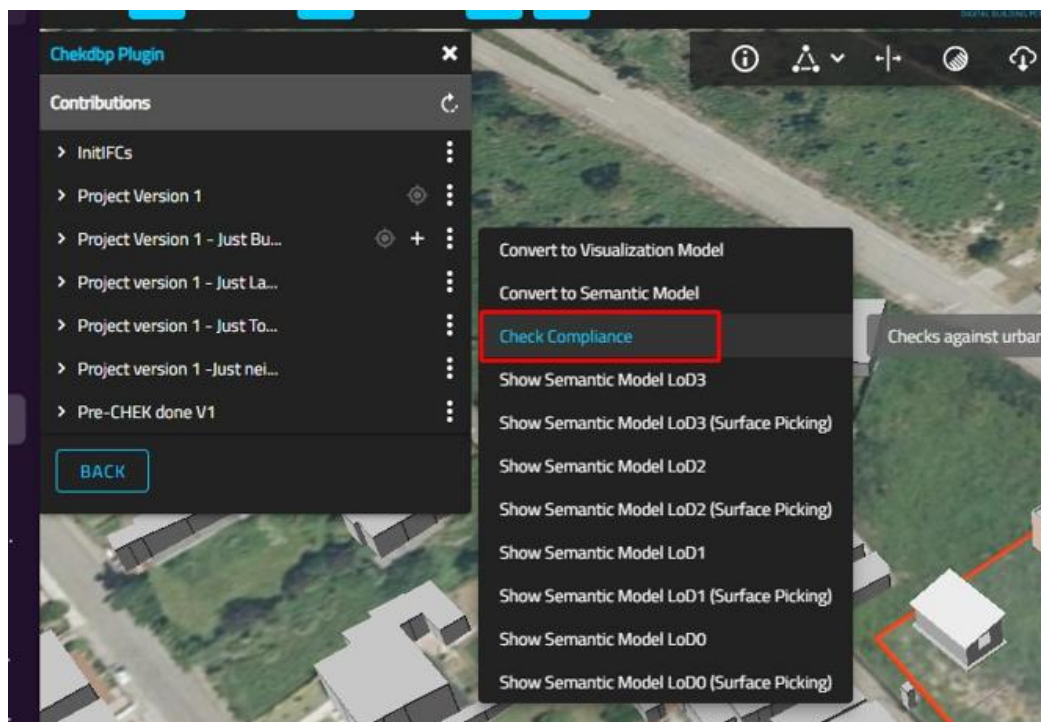 Chekdbp Plugin
Contributions
InitIFCs
Project Version 1
Project Version 1 - Just Bu...
Project version 1 - Just La...
Project version 1 - Just To...
Project version 1 -Just nei...
Pre-CHEK done V1
BACK
Convert to Visualization Model
Convert to Semantic Model
Check Compliance
Checks against urban
Show Semantic Model LoD3
Show Semantic Model LoD3 (Surface Picking)
Show Semantic Model LoD2
Show Semantic Model LoD2 (Surface Picking)
Show Semantic Model LoD1
Show Semantic Model LoD1 (Surface Picking)
Show Semantic Model LoD0
Show Semantic Model LoD0 (Surface Picking)